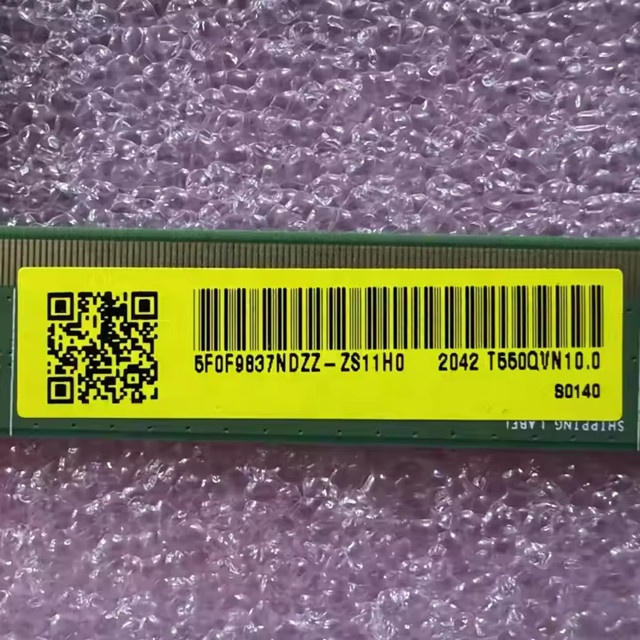 5F0F9837NDZZ-ZS11H0 2042 T550QVN10.0
S0140
SHIPPING LABEL